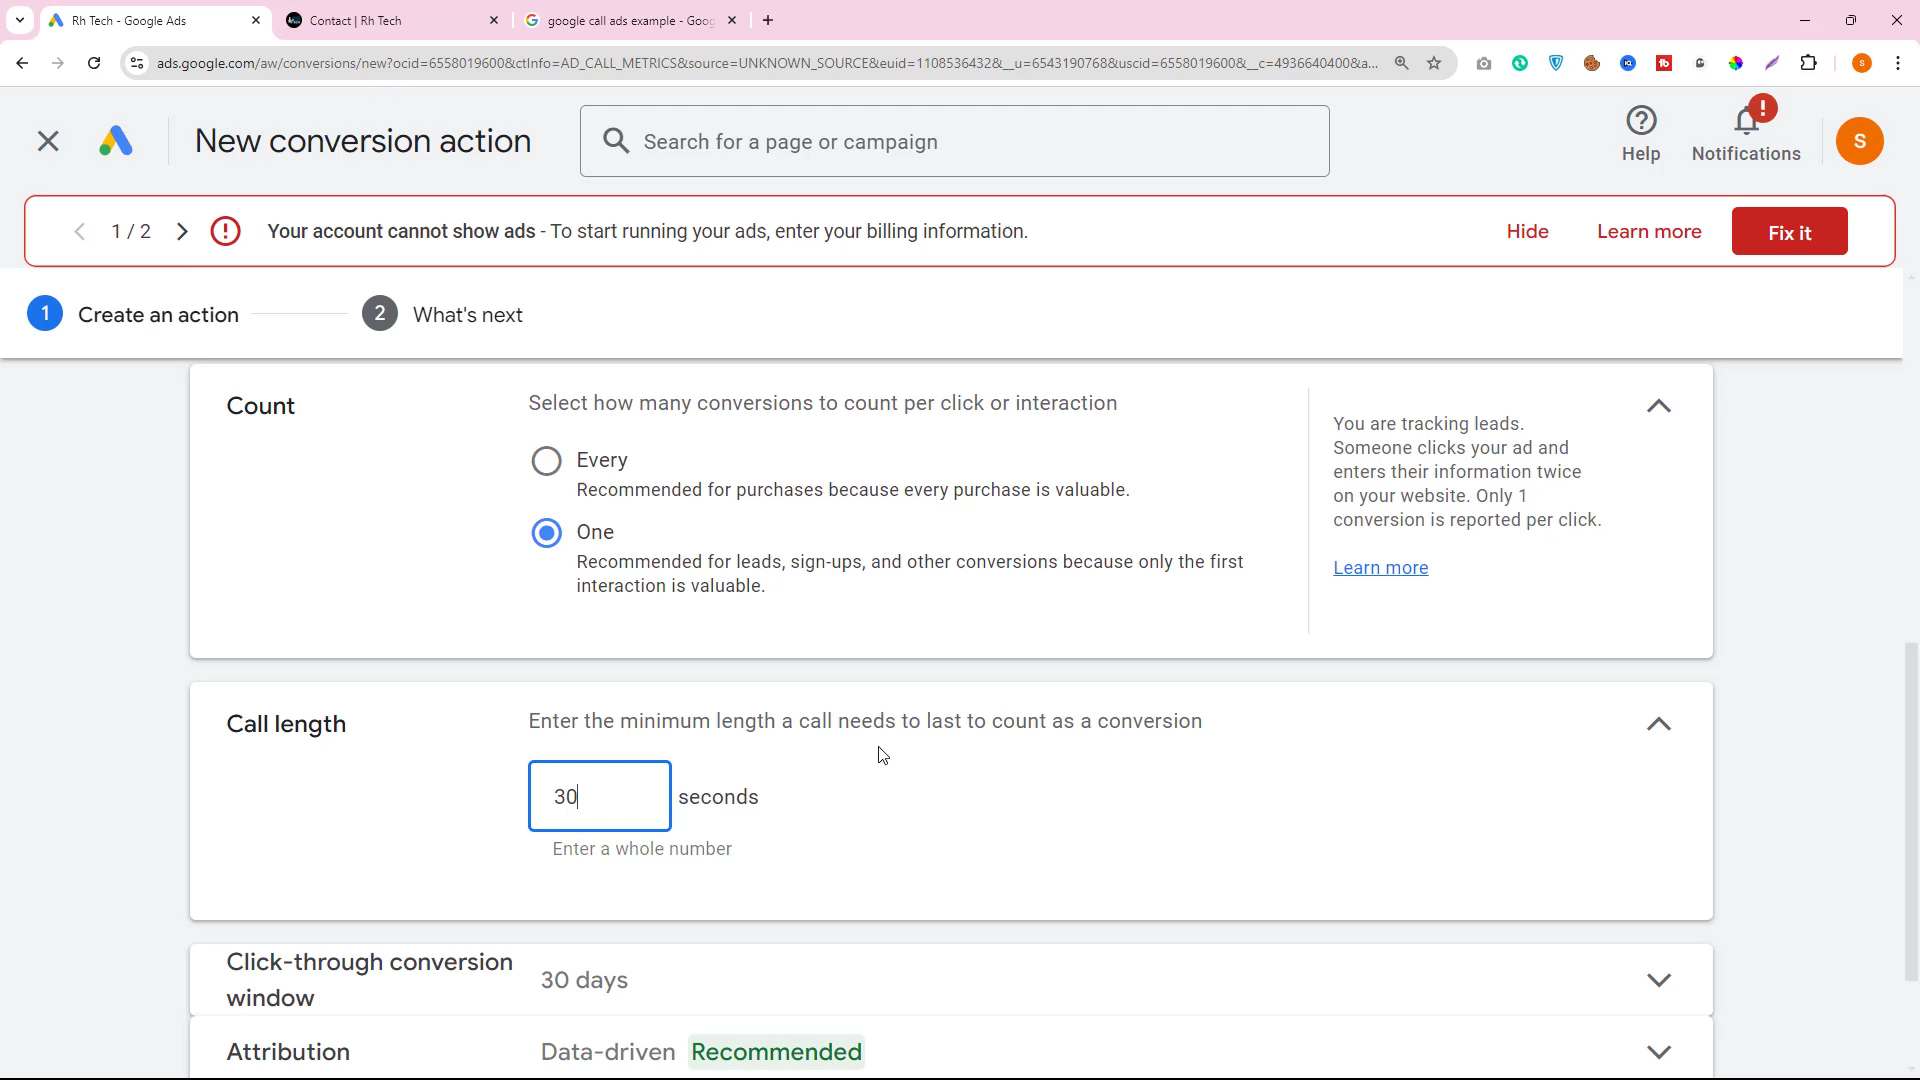 Rh Tech - Google Ads
Contact | Rh Tech
google call ads example - Goog
ads.google.com/aw/conversions/new?ocid=6558019600&ctInfo=AD_CALL_METRICS&source=UNKNOWN_SOURCE&euid=1108536432&__u=6543190768&uscid=6558019600&__c=4936640400&a...
S
New conversion action
Search for a page or campaign
Help
Notifications
S
1 / 2
Your account cannot show ads - To start running your ads, enter your billing information.
Hide
Learn more
Fix it
1 Create an action
2 What's next
Count
Select how many conversions to count per click or interaction
Every
Recommended for purchases because every purchase is valuable.
One
Recommended for leads, sign-ups, and other conversions because only the first
interaction is valuable.
You are tracking leads.
Someone clicks your ad and
enters their information twice
on your website. Only 1
conversion is reported per click.
Learn more
Call length
Enter the minimum length a call needs to last to count as a conversion
30 seconds
Enter a whole number
Click-through conversion
window
30 days
Attribution
Data-driven Recommended